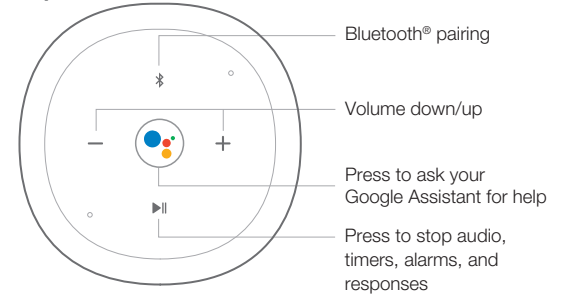 Bluetooth® pairing
Volume down/up
Press to ask your
Google Assistant for help
Press to stop audio,
timers, alarms, and
responses